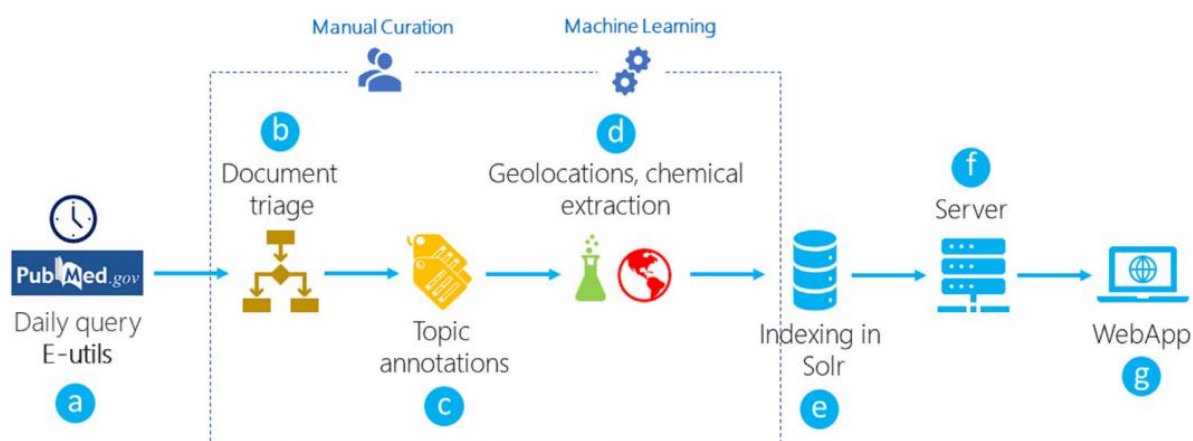 Manual Curation
Machine Learning
b
Document
triage
d
Geolocations, chemical
extraction
f
Server
PubMed.gov
Daily query
E-utils
a
Topic
annotations
c
Indexing in
Solr
e
WebApp
g